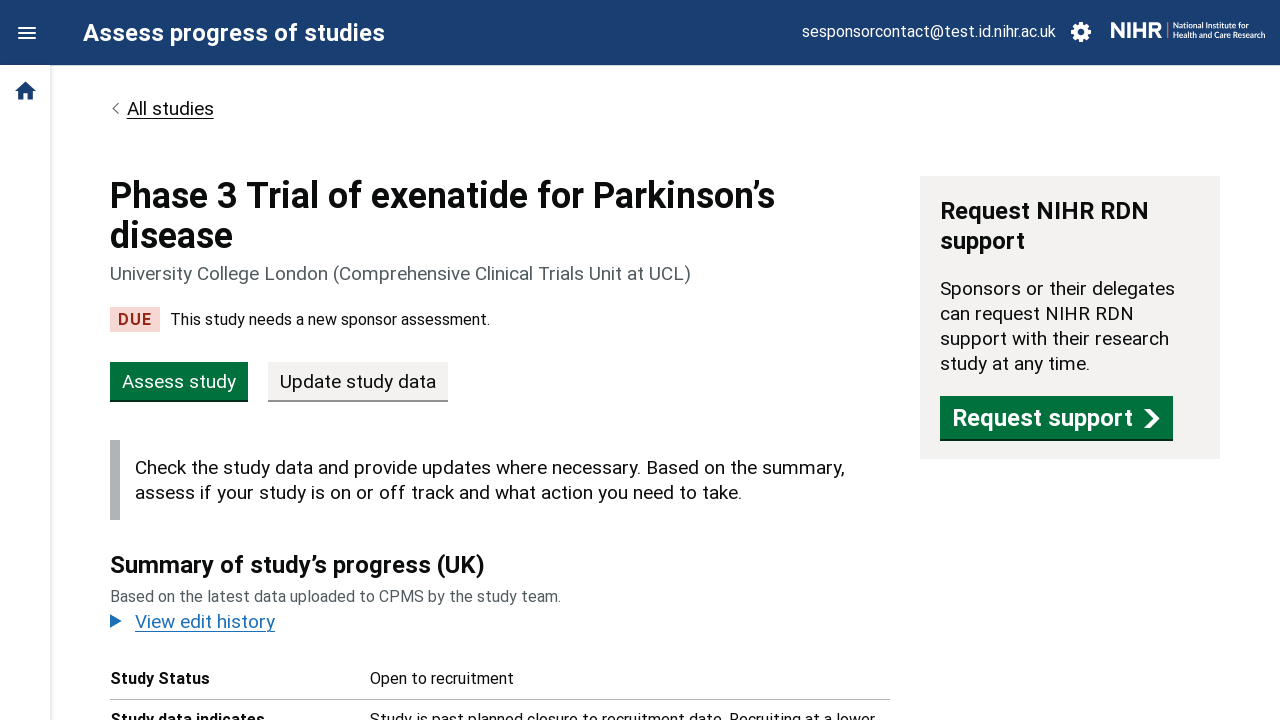 Assess progress of studies
sesponsorcontact@test.id.nihr.ac.uk
NIHR
National Institute for
Health and Care Research
All studies
Phase 3 Trial of exenatide for Parkinson’s
disease
University College London (Comprehensive Clinical Trials Unit at UCL)
DUE This study needs a new sponsor assessment.
Assess study
Update study data
Check the study data and provide updates where necessary. Based on the summary,
assess if your study is on or off track and what action you need to take.
Summary of study’s progress (UK)
Based on the latest data uploaded to CPMS by the study team.
View edit history
Study Status Open to recruitment
Study data indicates Study is past planned closure to recruitment date, Recruiting at a lower
Request NIHR RDN
support
Sponsors or their delegates
can request NIHR RDN
support with their research
study at any time.
Request support